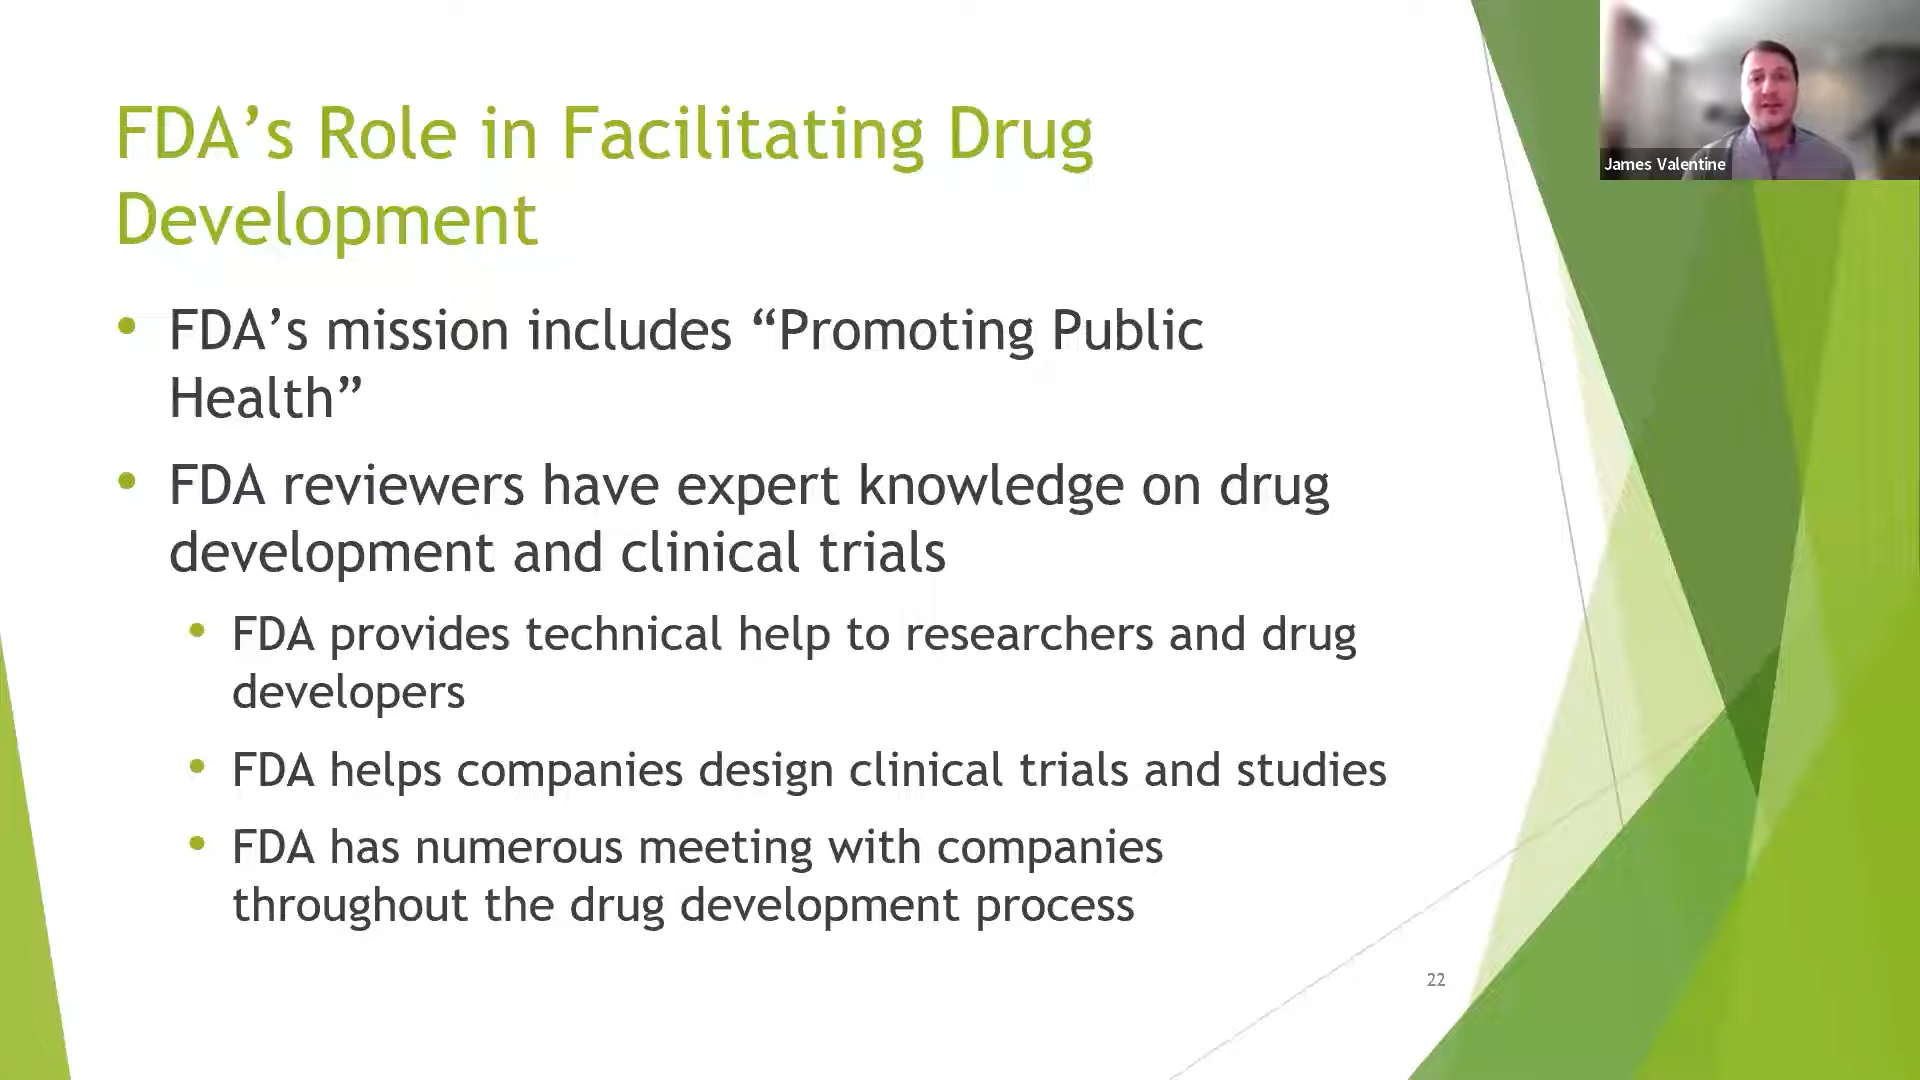 FDA’s Role in Facilitating Drug
Development
• FDA’s mission includes “Promoting Public
Health”
• FDA reviewers have expert knowledge on drug
development and clinical trials
• FDA provides technical help to researchers and drug
developers
• FDA helps companies design clinical trials and studies
• FDA has numerous meeting with companies
throughout the drug development process
22
James Valentine